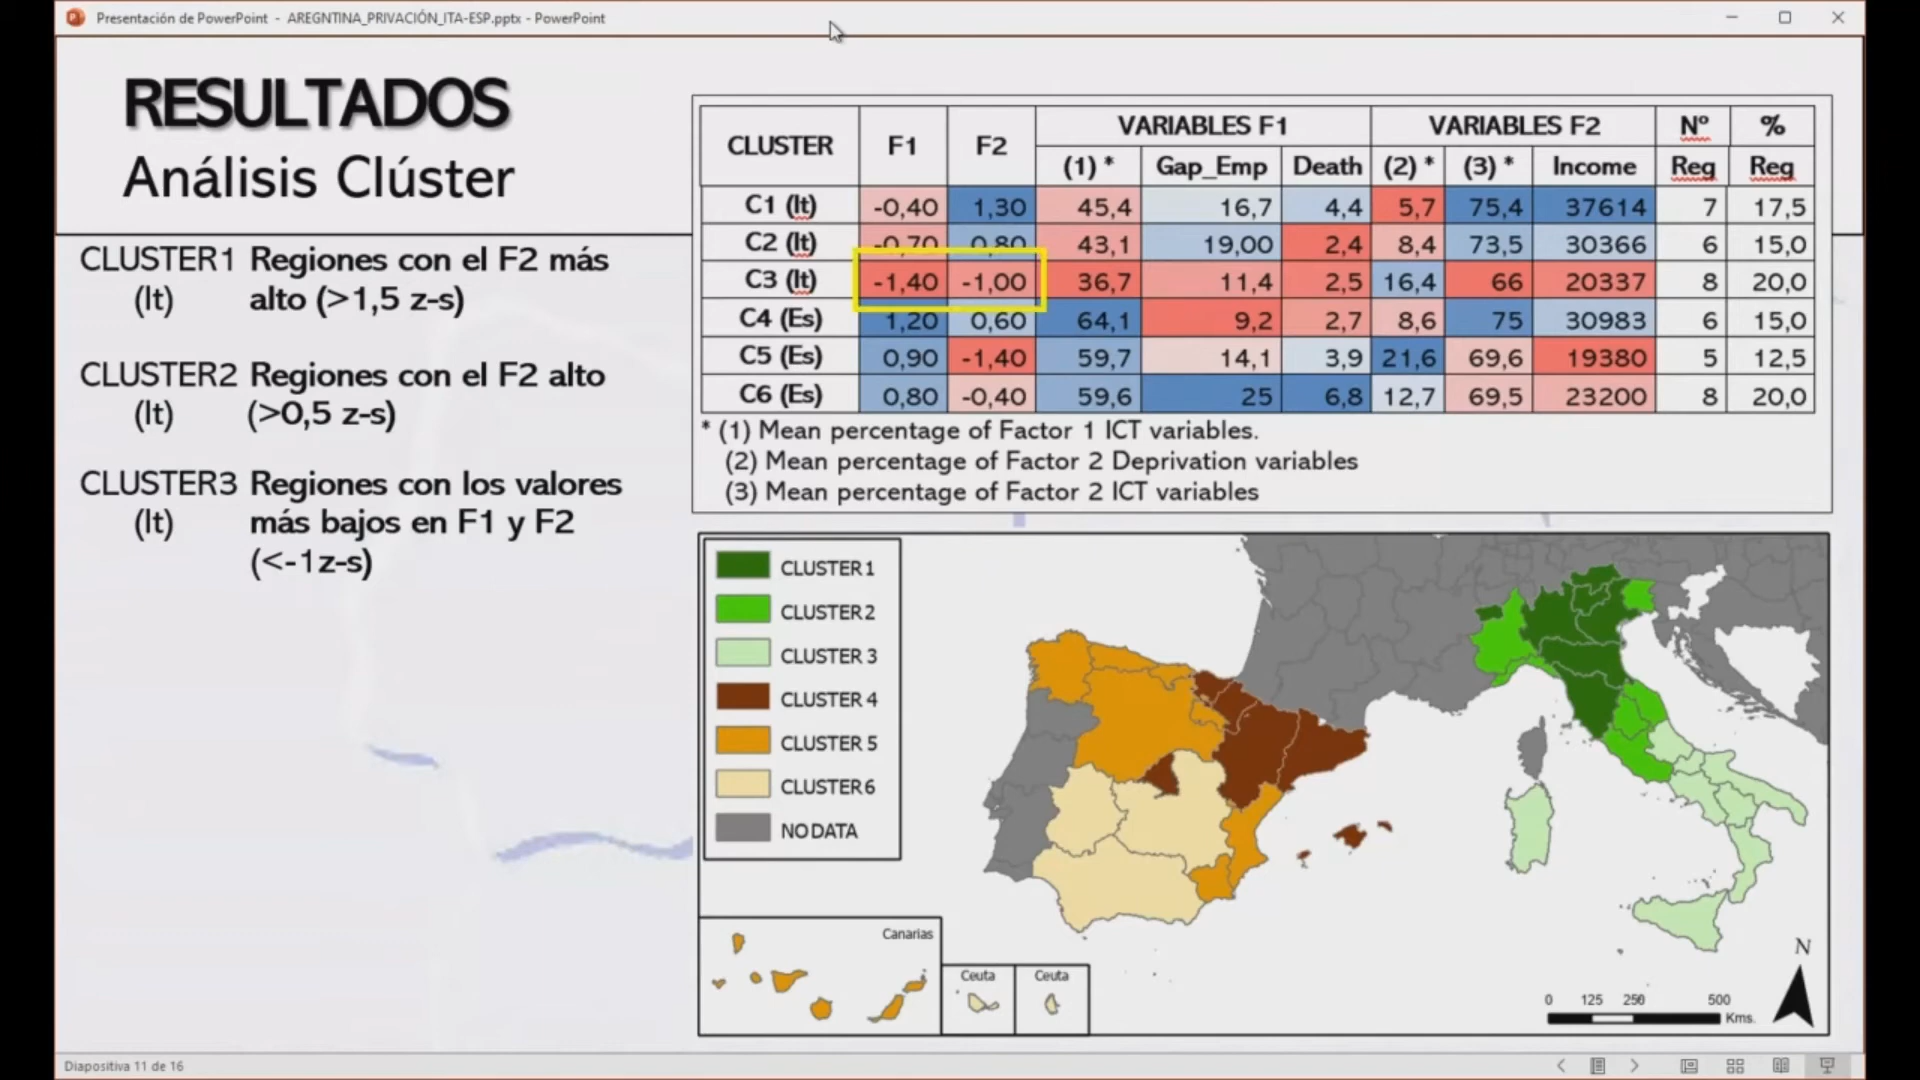 Presentación de PowerPoint - AREGNTINA_PRIVACIÓN_ITA-ESP.pptx - PowerPoint
RESULTADOS
Análisis Clúster
CLUSTER1 Regiones con el F2 más
(It) alto (>1,5 z-s)
CLUSTER2 Regiones con el F2 alto
(It) (>0,5 z-s)
CLUSTER3 Regiones con los valores
(It) más bajos en F1 y F2
(<-1z-s)
CLUSTER F1 F2 VARIABLES F1 VARIABLES F2 Nº %
(1) * Gap_Emp Death (2) * (3) * Income Reg Reg
C1 (It) -0,40 1,30 45,4 16,7 4,4 5,7 75,4 37614 7 17,5
C2 (It) -0,70 0,80 43,1 19,00 2,4 8,4 73,5 30366 6 15,0
C3 (It) -1,40 -1,00 36,7 11,4 2,5 16,4 66 20337 8 20,0
C4 (Es) 1,20 0,60 64,1 9,2 2,7 8,6 75 30983 6 15,0
C5 (Es) 0,90 -1,40 59,7 14,1 3,9 21,6 69,6 19380 5 12,5
C6 (Es) 0,80 -0,40 59,6 25 6,8 12,7 69,5 23200 8 20,0
* (1) Mean percentage of Factor 1 ICT variables.
(2) Mean percentage of Factor 2 Deprivation variables
(3) Mean percentage of Factor 2 ICT variables
CLUSTER 1
CLUSTER 2
CLUSTER 3
CLUSTER 4
CLUSTER 5
CLUSTER 6
NO DATA
Canarias
Ceuta
Ceuta
N
0 125 250 500
Kms.
Diapositiva 11 de 16